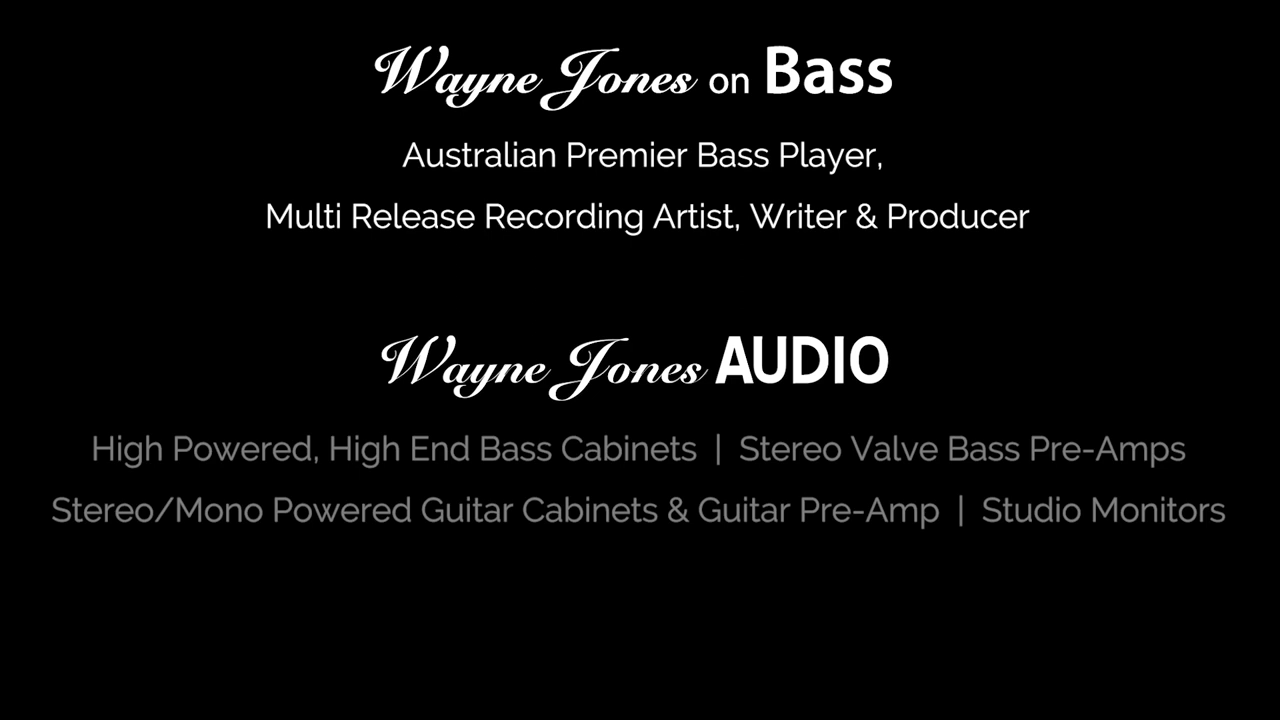 Wayne Jones on Bass
Australian Premier Bass Player,
Multi Release Recording Artist, Writer & Producer
Wayne Jones AUDIO
High Powered, High End Bass Cabinets | Stereo Valve Bass Pre-Amps
Stereo/Mono Powered Guitar Cabinets & Guitar Pre-Amp | Studio Monitors